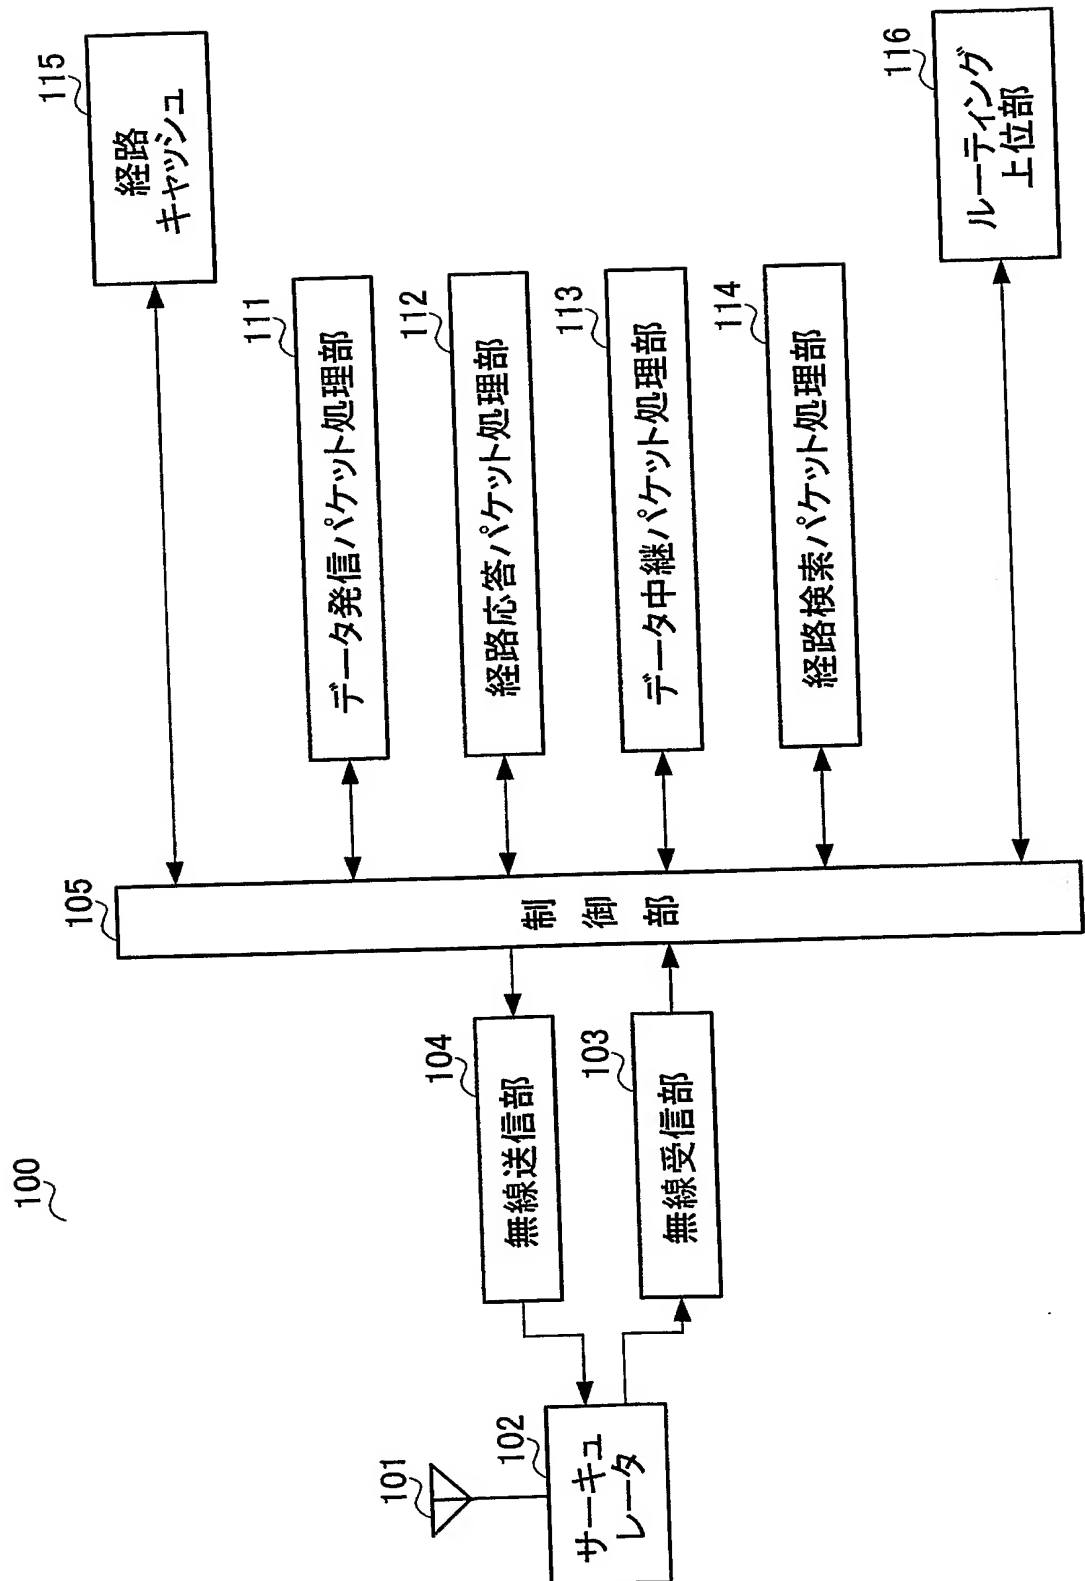 100
101
102
サーキュ
レータ
104
無線送信部
103
無線受信部
105
制御部
115
経路
キャッシュ
111
データ発信パケット処理部
112
経路応答パケット処理部
113
データ中継パケット処理部
114
経路検索パケット処理部
116
ルーティング
上位部